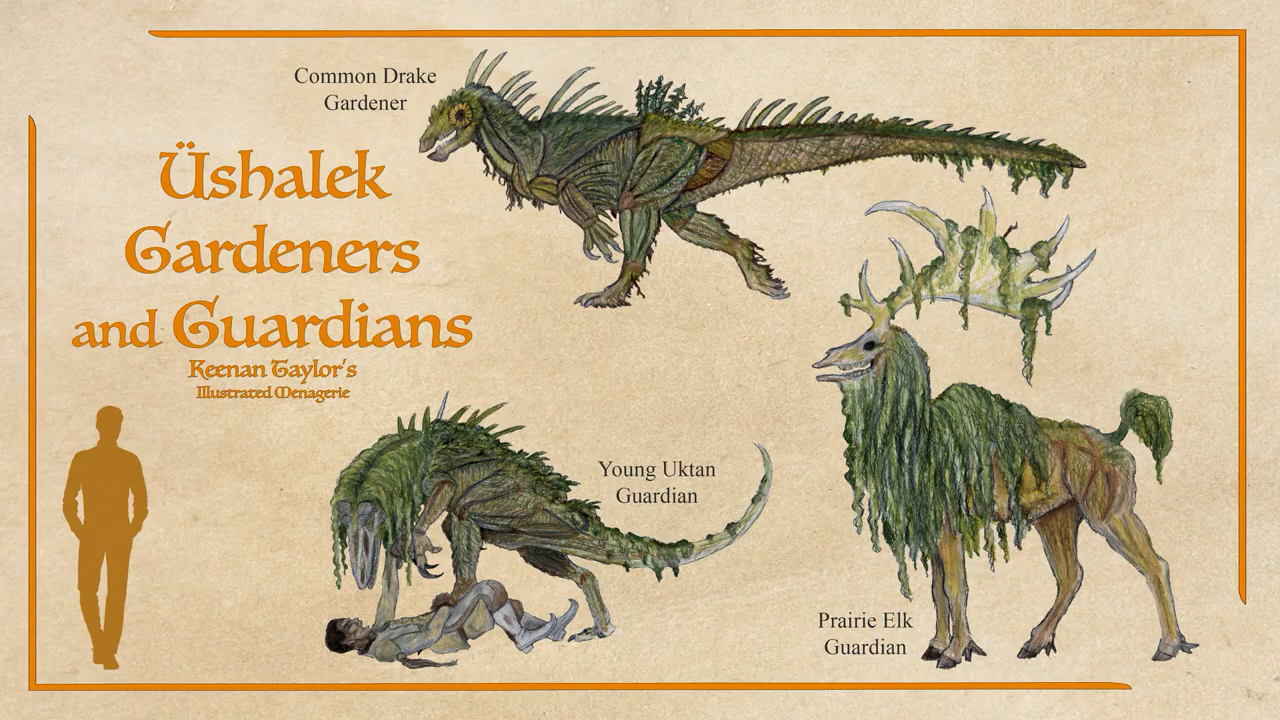 Common Drake
Gardener
Üshalek
Gardeners
and Guardians
Keenan Taylor's
Illustrated Menagerie
Young Uktan
Guardian
Prairie Elk
Guardian